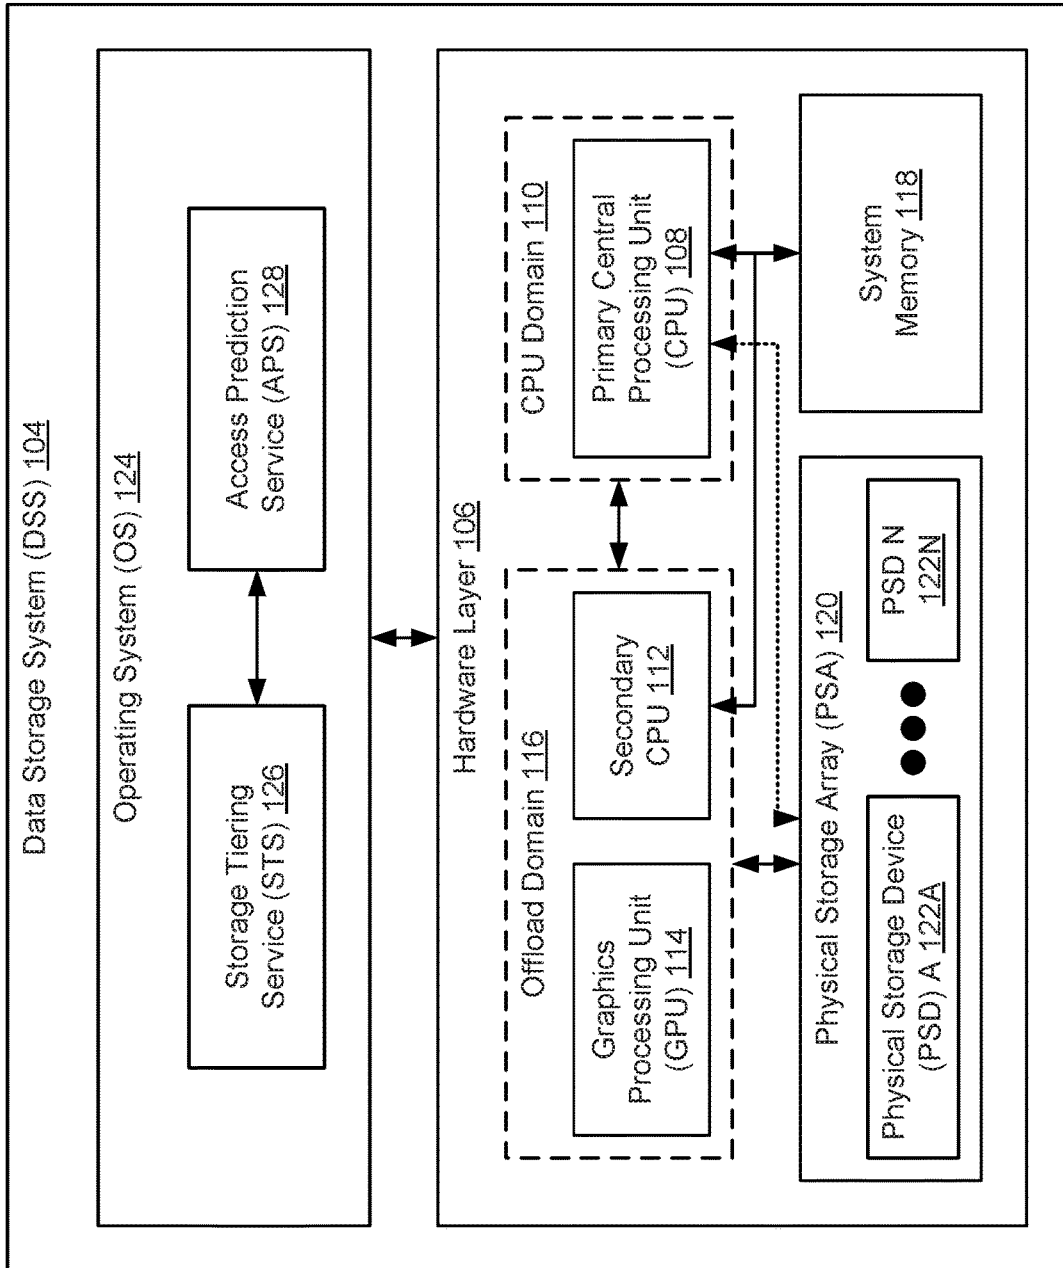 Data Storage System (DSS) 104
Operating System (OS) 124
Storage Tiering
Service (STS) 126
Access Prediction
Service (APS) 128
Hardware Layer 106
Offload Domain 116
Graphics
Processing Unit
(GPU) 114
Secondary
CPU 112
CPU Domain 110
Primary Central
Processing Unit
(CPU) 108
Physical Storage Array (PSA) 120
Physical Storage Device
(PSD) A 122A
PSD N
122N
System
Memory 118